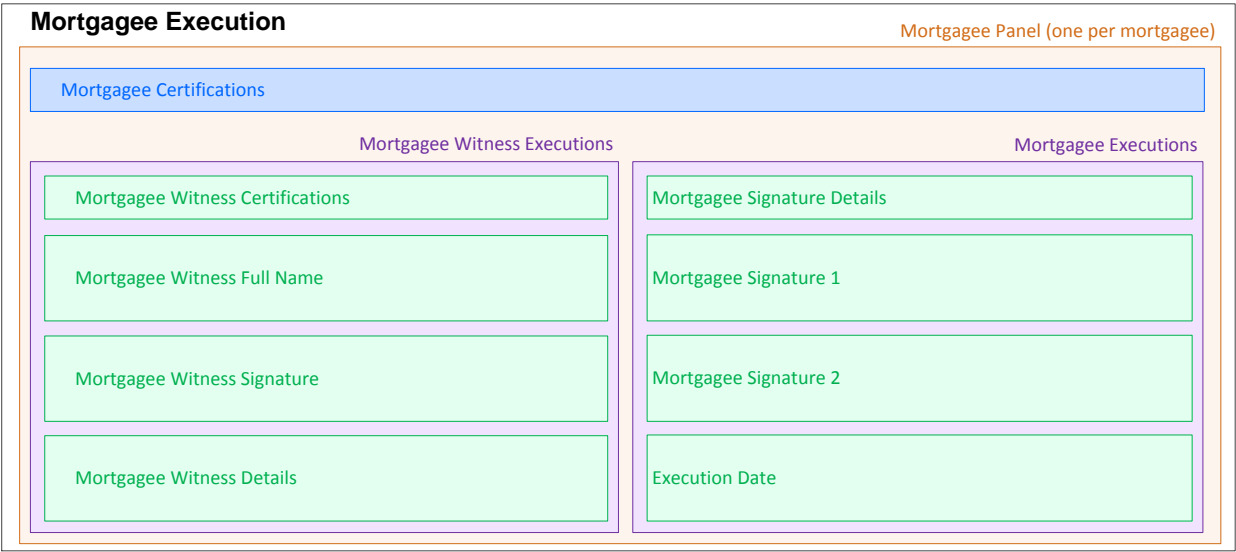 Mortgagee Execution
Mortgagee Panel (one per mortgagee)
Mortgagee Certifications
Mortgagee Witness Executions
Mortgagee Witness Certifications
Mortgagee Witness Full Name
Mortgagee Witness Signature
Mortgagee Witness Details
Mortgagee Executions
Mortgagee Signature Details
Mortgagee Signature 1
Mortgagee Signature 2
Execution Date